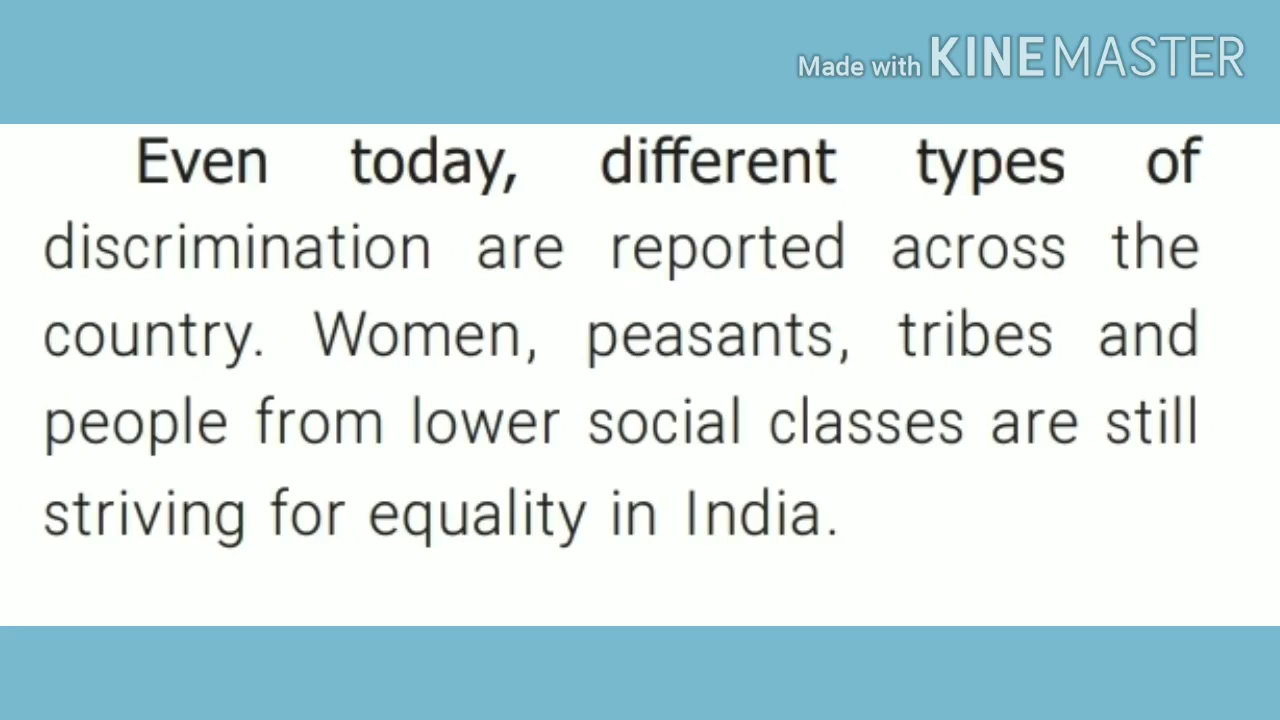 Made with KINEMASTER
Even today, different types of
discrimination are reported across the
country. Women, peasants, tribes and
people from lower social classes are still
striving for equality in India.